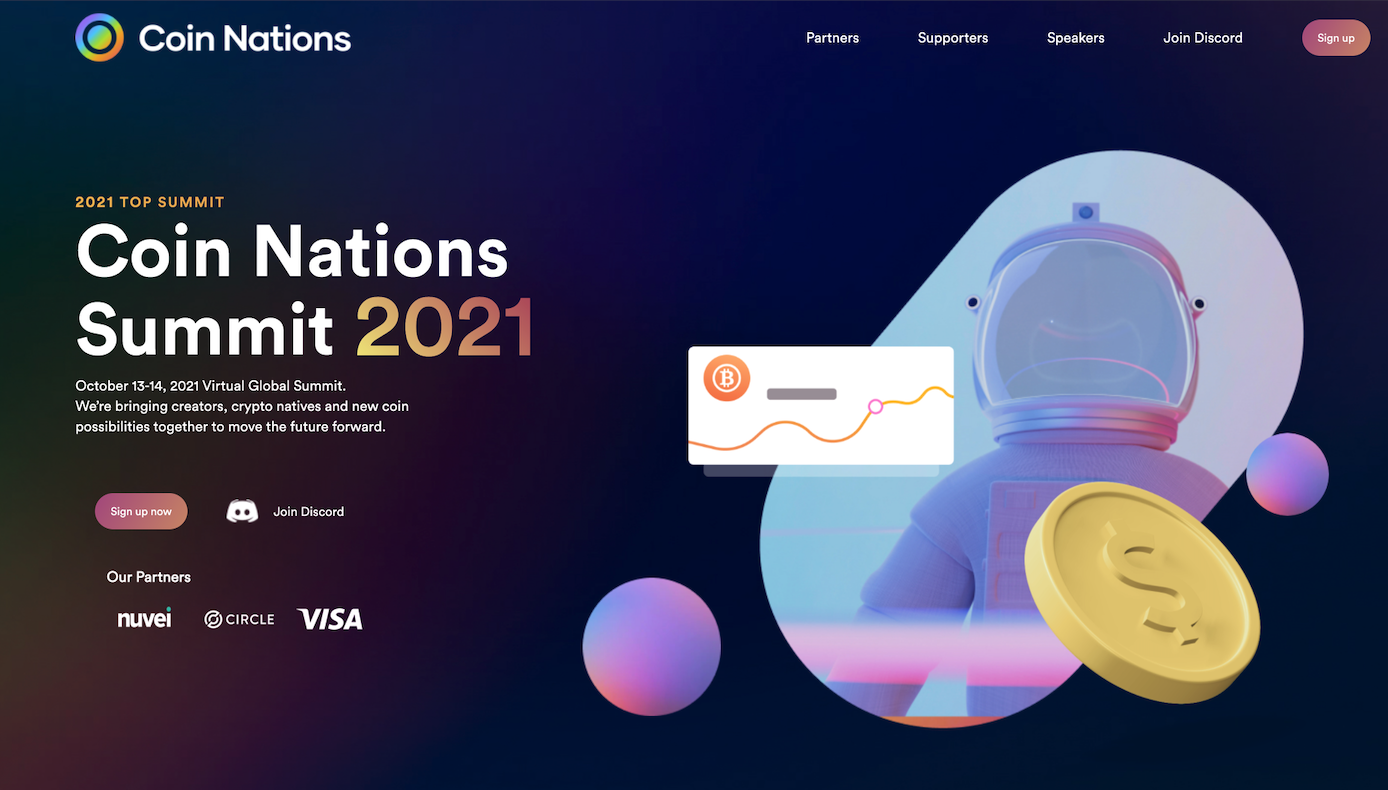 Coin Nations
Partners
Supporters
Speakers
Join Discord
Sign up
2021 TOP SUMMIT
Coin Nations
Summit 2021
October 13-14, 2021 Virtual Global Summit.
We’re bringing creators, crypto natives and new coin
possibilities together to move the future forward.
Sign up now
Join Discord
Our Partners
nuvei
CIRCLE
VISA